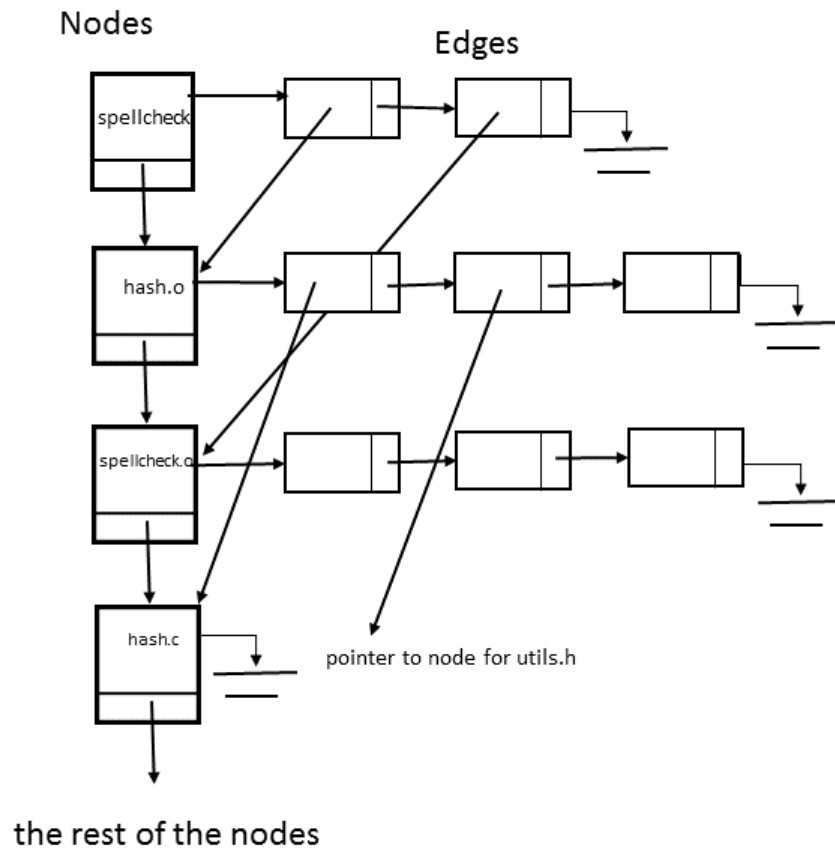 Nodes
Edges
spellcheck
hash.o
spellcheck.o
hash.c
pointer to node for utils.h
the rest of the nodes